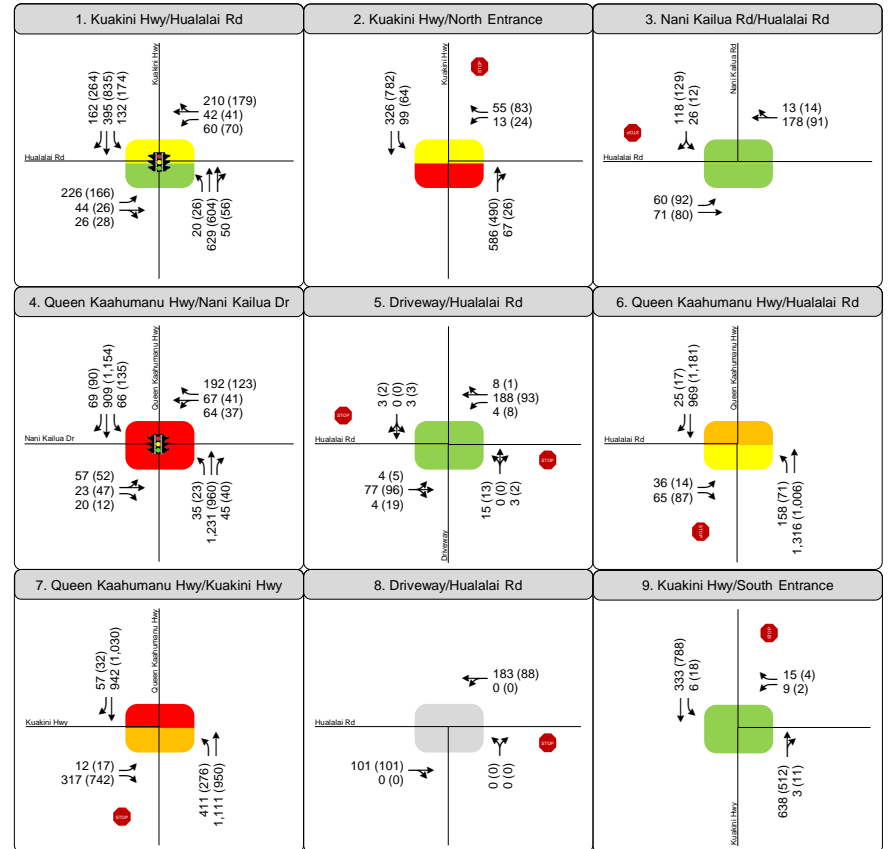 1. Kuakini Hwy/Hualalai Rd
162 (264)
395 (835)
132 (174)
Kuakini Hwy
210 (179)
42 (41)
60 (70)
Hualalai Rd
226 (166)
44 (26)
26 (28)
20 (26)
629 (604)
50 (56)
2. Kuakini Hwy/North Entrance
326 (782)
99 (64)
Kuakini Hwy
STOP
55 (83)
13 (24)
586 (490)
67 (26)
3. Nani Kailua Rd/Hualalai Rd
118 (129)
26 (12)
Nani Kailua Rd
STOP
13 (14)
178 (91)
Hualalai Rd
60 (92)
71 (80)
4. Queen Kaahumanu Hwy/Nani Kailua Dr
69 (90)
909 (1,154)
66 (135)
Queen Kaahumanu Hwy
192 (123)
67 (41)
64 (37)
Nani Kailua Dr
57 (52)
23 (47)
20 (12)
35 (23)
1,231 (960)
45 (40)
5. Driveway/Hualalai Rd
3 (2)
0 (0)
3 (3)
STOP
8 (1)
188 (93)
4 (8)
Hualalai Rd
STOP
4 (5)
77 (96)
4 (19)
15 (13)
0 (0)
3 (2)
Driveway
6. Queen Kaahumanu Hwy/Hualalai Rd
25 (17)
969 (1,181)
Queen Kaahumanu Hwy
Hualalai Rd
36 (14)
65 (87)
STOP
158 (71)
1,316 (1,006)
7. Queen Kaahumanu Hwy/Kuakini Hwy
57 (32)
942 (1,030)
Queen Kaahumanu Hwy
Kuakini Hwy
12 (17)
317 (742)
STOP
411 (276)
1,111 (950)
8. Driveway/Hualalai Rd
183 (88)
0 (0)
Hualalai Rd
STOP
101 (101)
0 (0)
0 (0)
0 (0)
9. Kuakini Hwy/South Entrance
333 (788)
6 (18)
STOP
15 (4)
9 (2)
638 (512)
3 (11)
Kuakini Hwy